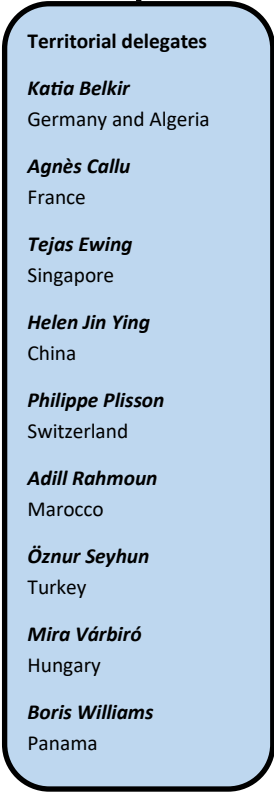 Territorial delegates
Katia Belkir
Germany and Algeria
Agnès Callu
France
Tejas Ewing
Singapore
Helen Jin Ying
China
Philippe Plisson
Switzerland
Adill Rahmoun
Marocco
Öznur Seyhun
Turkey
Mira Várbiró
Hungary
Boris Williams
Panama